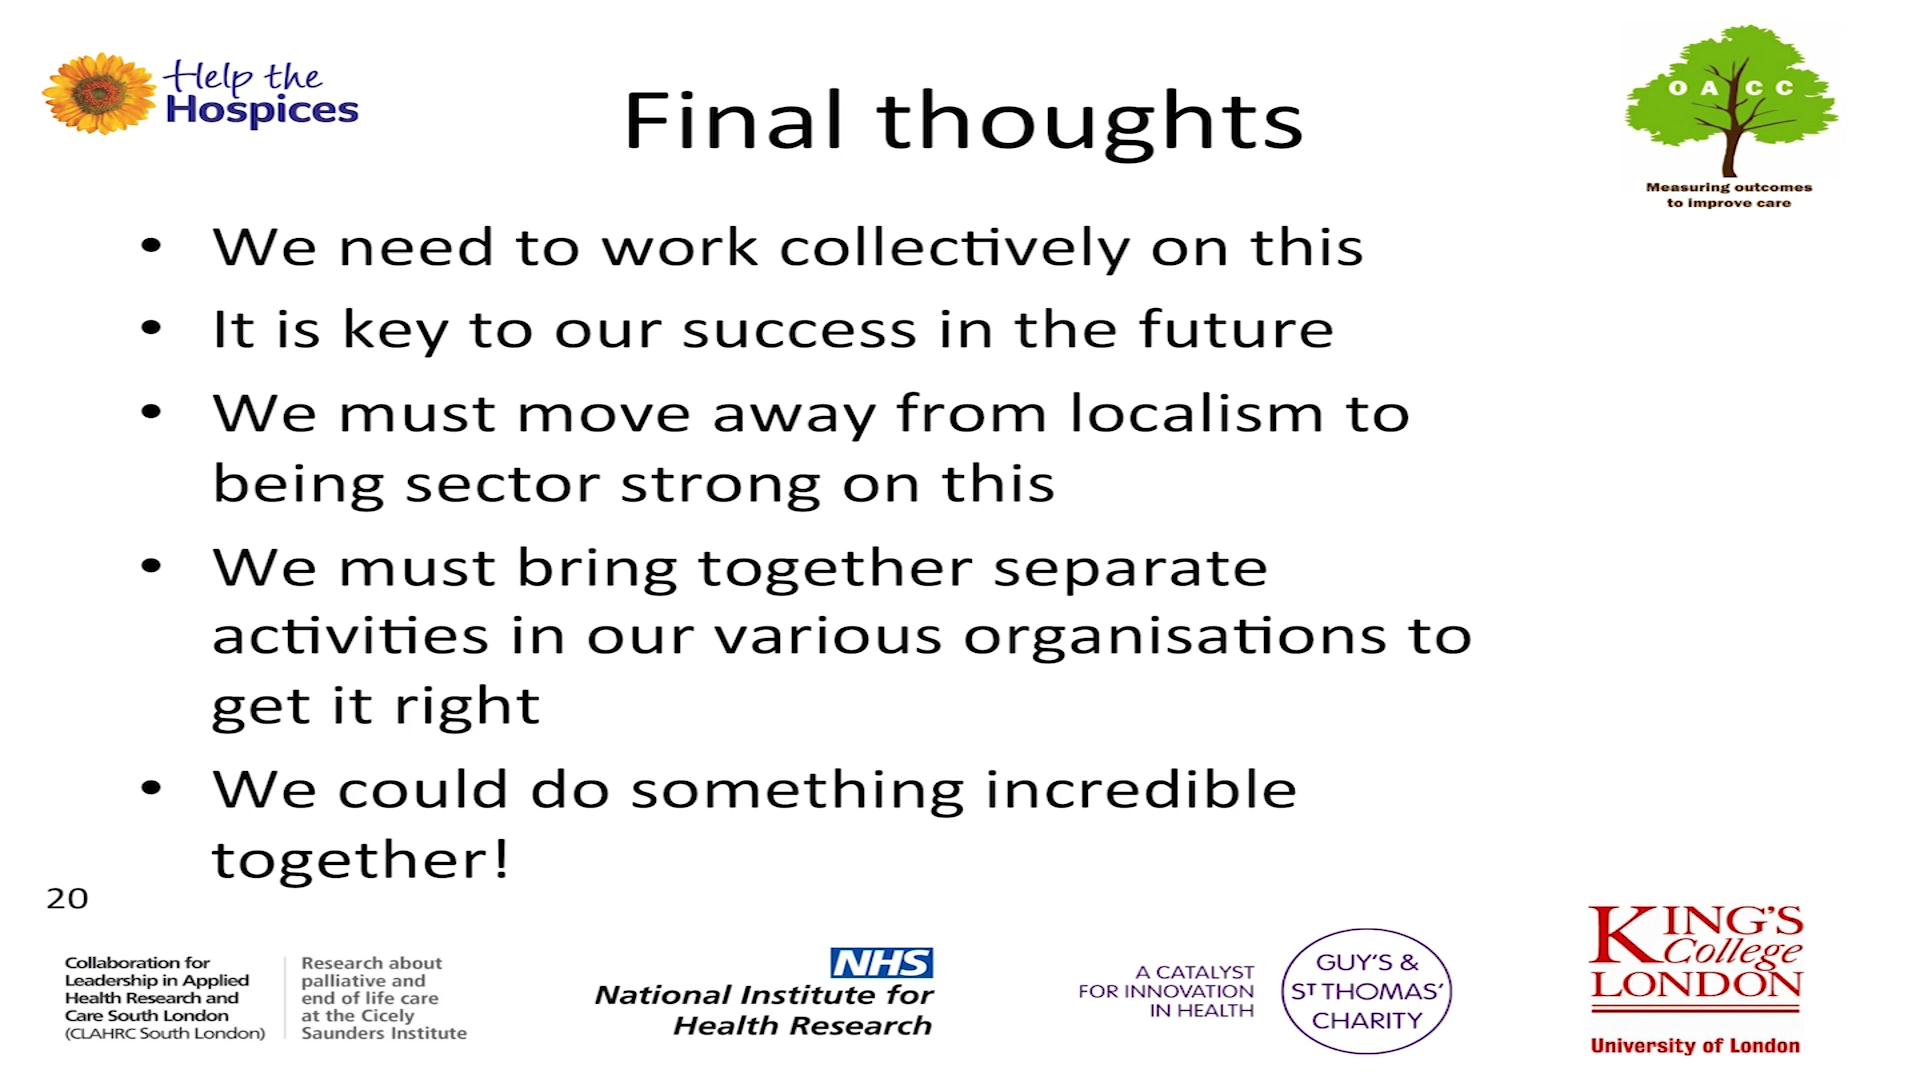 Help the
Hospices
Final thoughts
OACC
Measuring outcomes
to improve care
• We need to work collectively on this
• It is key to our success in the future
• We must move away from localism to
being sector strong on this
• We must bring together separate
activities in our various organisations to
get it right
• We could do something incredible
together!
20
Collaboration for
Leadership in Applied
Health Research and
Care South London
(CLAHRC South London)
Research about
palliative and
end of life care
at the Cicely
Saunders Institute
NHS
National Institute for
Health Research
A CATALYST
FOR INNOVATION
IN HEALTH
GUY'S &
ST THOMAS'
CHARITY
KING'S
College
LONDON
University of London